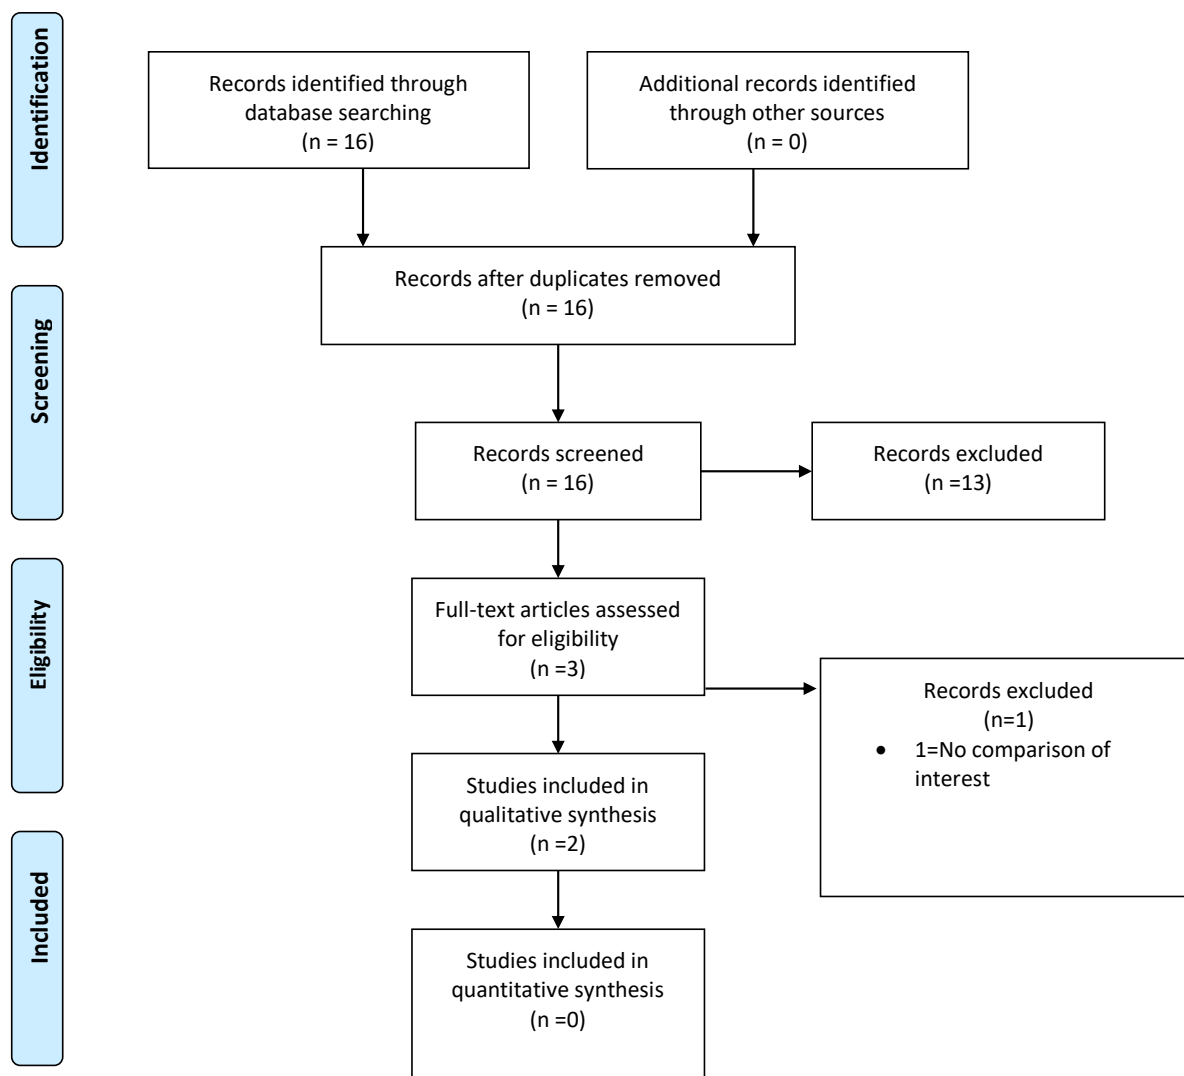 Identification
Records identified through
database searching
(n = 16)
Additional records identified
through other sources
(n = 0)
Records after duplicates removed
(n = 16)
Screening
Records screened
(n = 16)
Records excluded
(n =13)
Eligibility
Full-text articles assessed
for eligibility
(n =3)
Records excluded
(n=1)
• 1=No comparison of
interest
Studies included in
qualitative synthesis
(n =2)
Included
Studies included in
quantitative synthesis
(n =0)